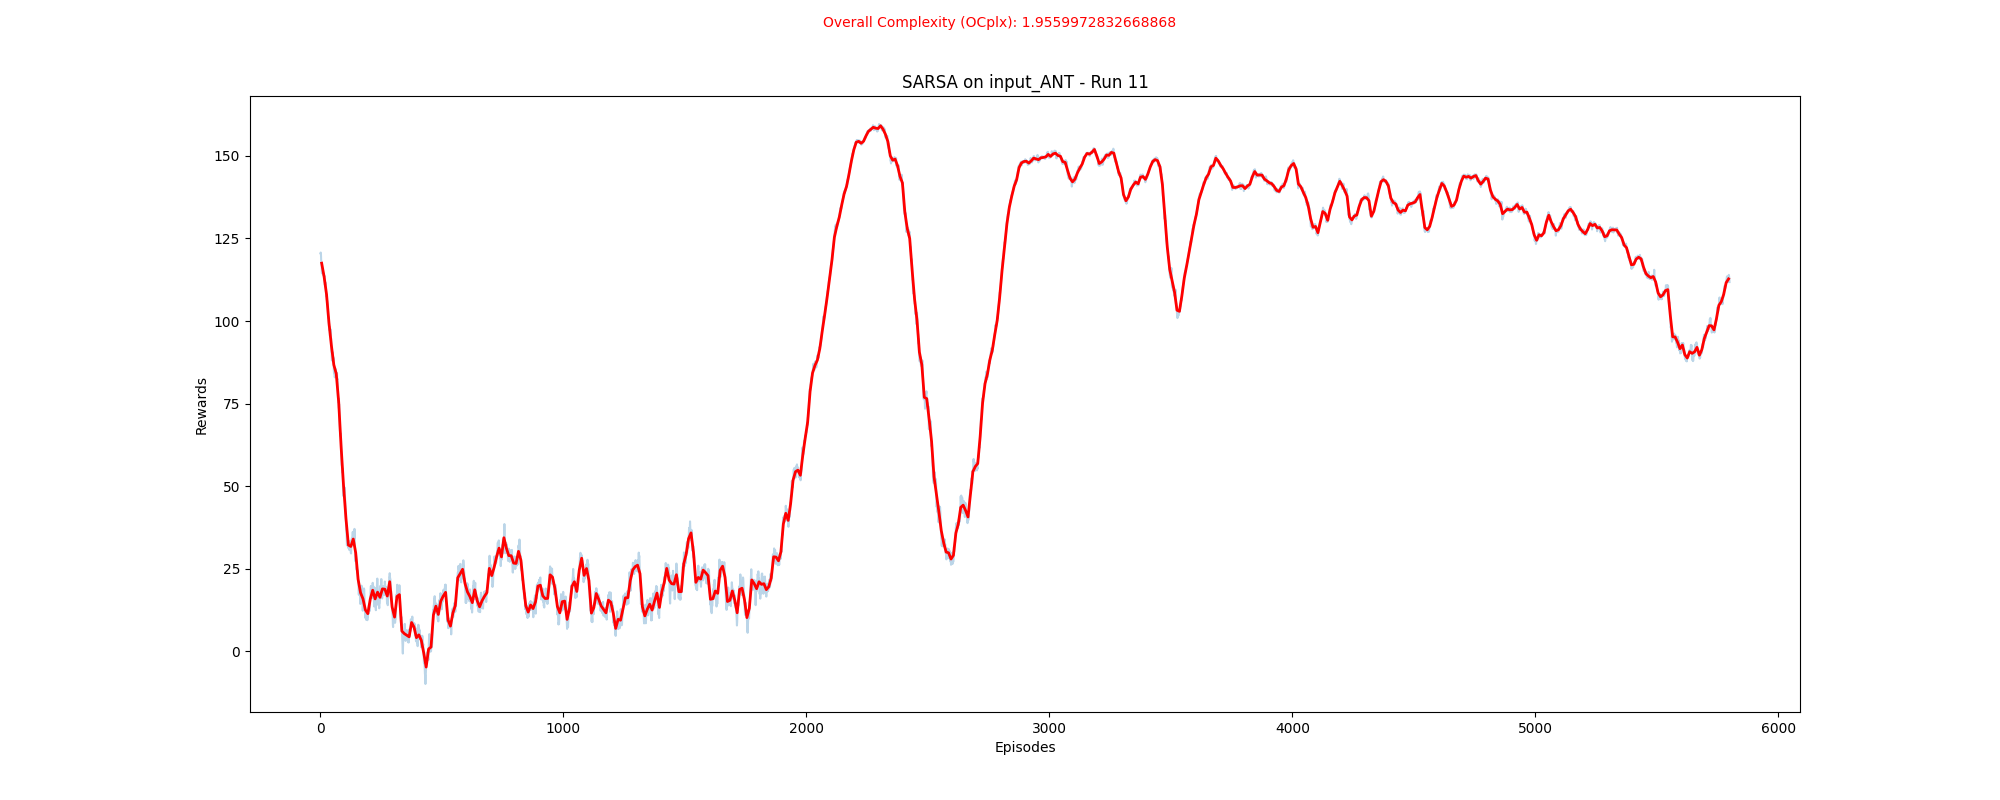 Overall Complexity (OCplx): 1.9559972832668868
SARSA on input_ANT - Run 11
150
125
100
75
50
25
0
Rewards
0 1000 2000 3000 4000 5000 6000
Episodes